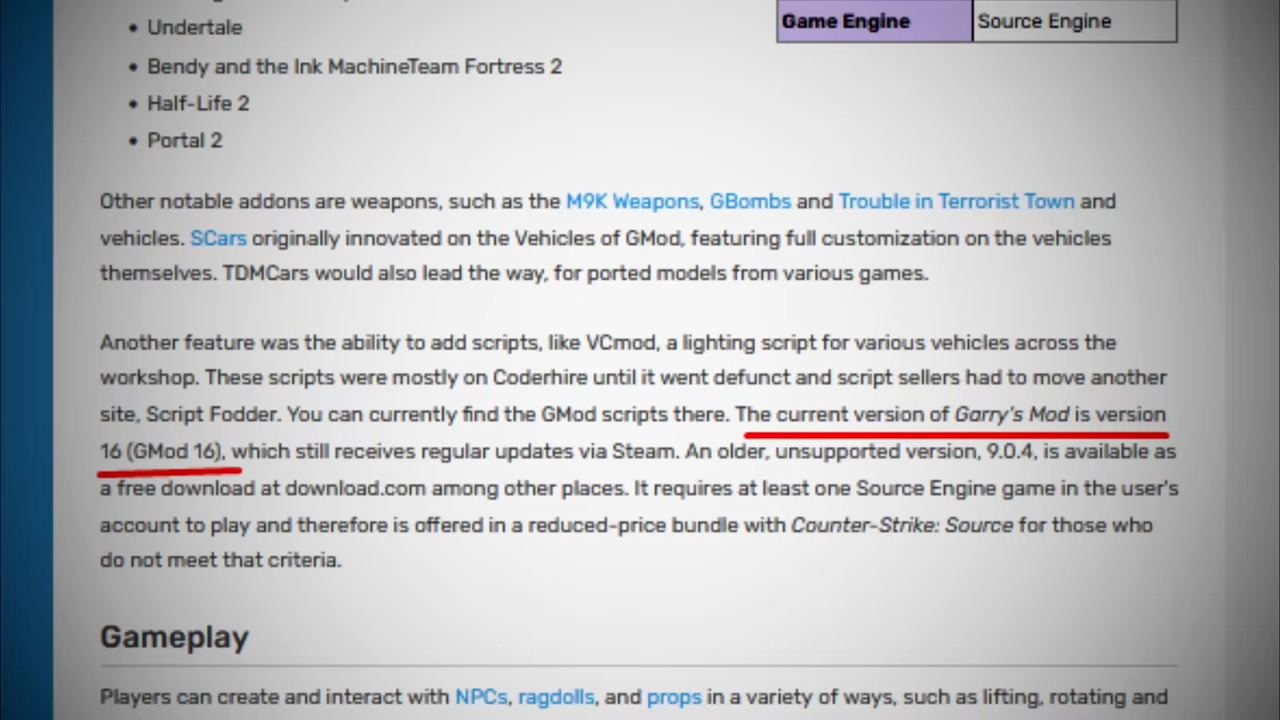 Game Engine Source Engine
• Undertale
• Bendy and the Ink MachineTeam Fortress 2
• Half-Life 2
• Portal 2
Other notable addons are weapons, such as the M9K Weapons, GBombs and Trouble in Terrorist Town and
vehicles. SCars originally innovated on the Vehicles of GMod, featuring full customization on the vehicles
themselves. TDMCars would also lead the way, for ported models from various games.
Another feature was the ability to add scripts, like VCmod, a lighting script for various vehicles across the
workshop. These scripts were mostly on Coderhire until it went defunct and script sellers had to move another
site, Script Fodder. You can currently find the GMod scripts there. The current version of Garry's Mod is version
16 (GMod 16), which still receives regular updates via Steam. An older, unsupported version, 9.0.4, is available as
a free download at download.com among other places. It requires at least one Source Engine game in the user's
account to play and therefore is offered in a reduced-price bundle with Counter-Strike: Source for those who
do not meet that criteria.
Gameplay
Players can create and interact with NPCs, ragdolls, and props in a variety of ways, such as lifting, rotating and